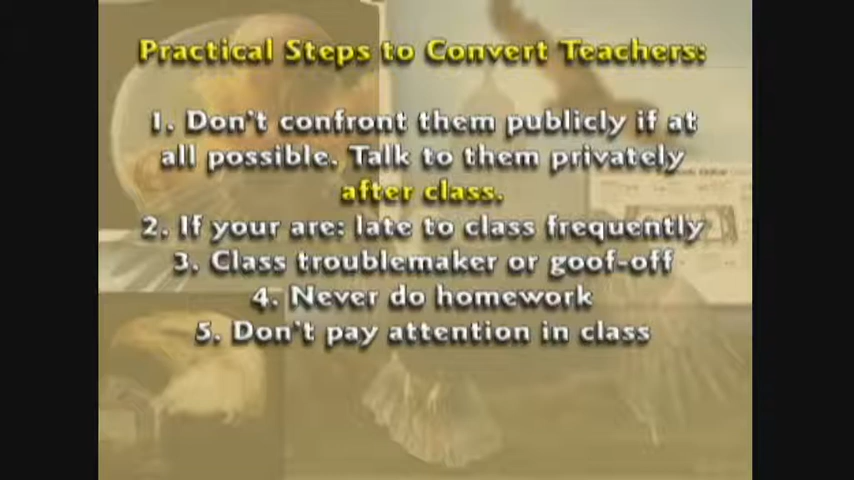 Practical Steps to Convert Teachers:
1. Don't confront them publicly if at
all possible. Talk to them privately
after class.
2. If your are: late to class frequently
3. Class troublemaker or goof-off
4. Never do homework
5. Don't pay attention in class